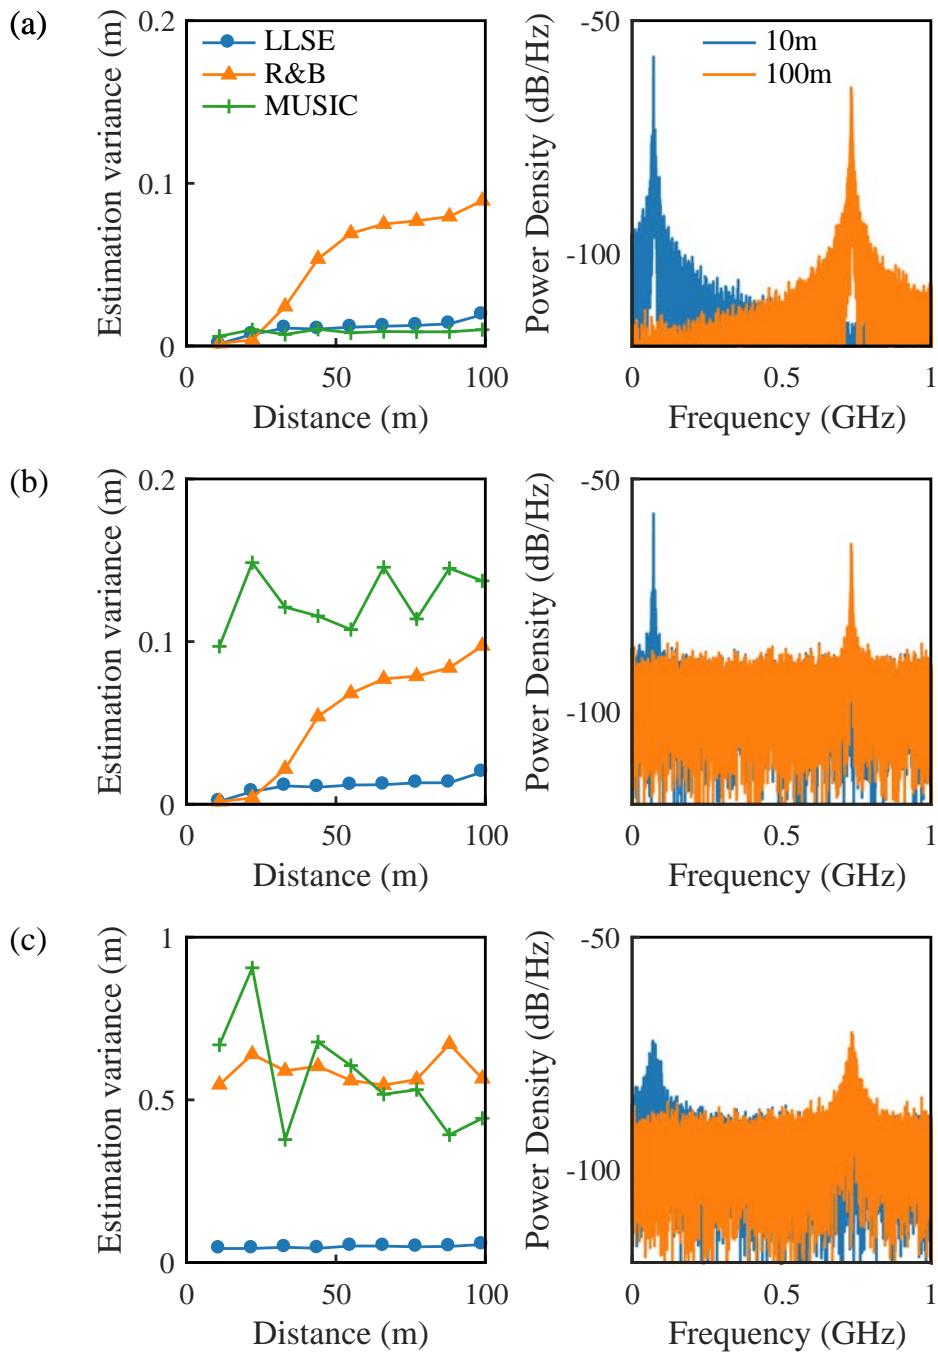 (a)
Estimation variance (m)
0.2
0.1
0
LLSE
R&B
MUSIC
0
50
100
Distance (m)
Power Density (dB/Hz)
-50
-100
10m
100m
0
0.5
1
Frequency (GHz)
(b)
Estimation variance (m)
0.2
0.1
0
0
50
100
Distance (m)
Power Density (dB/Hz)
-50
-100
0
0.5
1
Frequency (GHz)
(c)
Estimation variance (m)
1
0.5
0
0
50
100
Distance (m)
Power Density (dB/Hz)
-50
-100
0
0.5
1
Frequency (GHz)